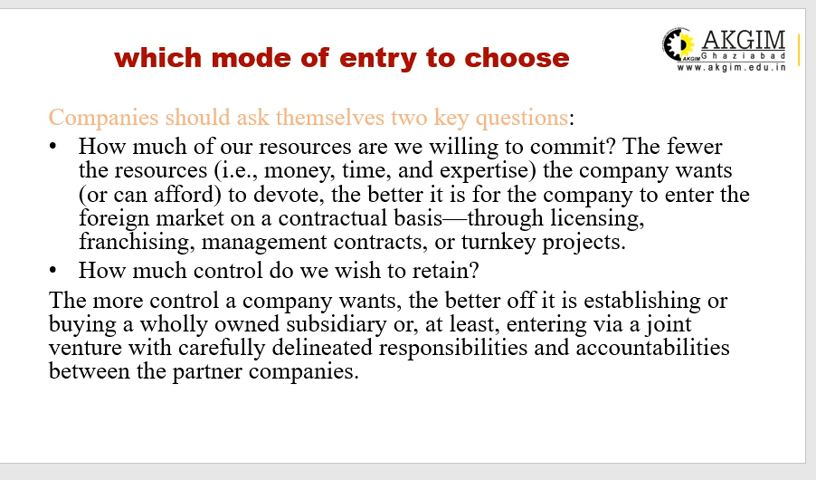 which mode of entry to choose
AKGIM
Ghaziabad
AKGIM
www.akgim.edu.in
Companies should ask themselves two key questions:
• How much of our resources are we willing to commit? The fewer
the resources (i.e., money, time, and expertise) the company wants
(or can afford) to devote, the better it is for the company to enter the
foreign market on a contractual basis—through licensing,
franchising, management contracts, or turnkey projects.
• How much control do we wish to retain?
The more control a company wants, the better off it is establishing or
buying a wholly owned subsidiary or, at least, entering via a joint
venture with carefully delineated responsibilities and accountabilities
between the partner companies.